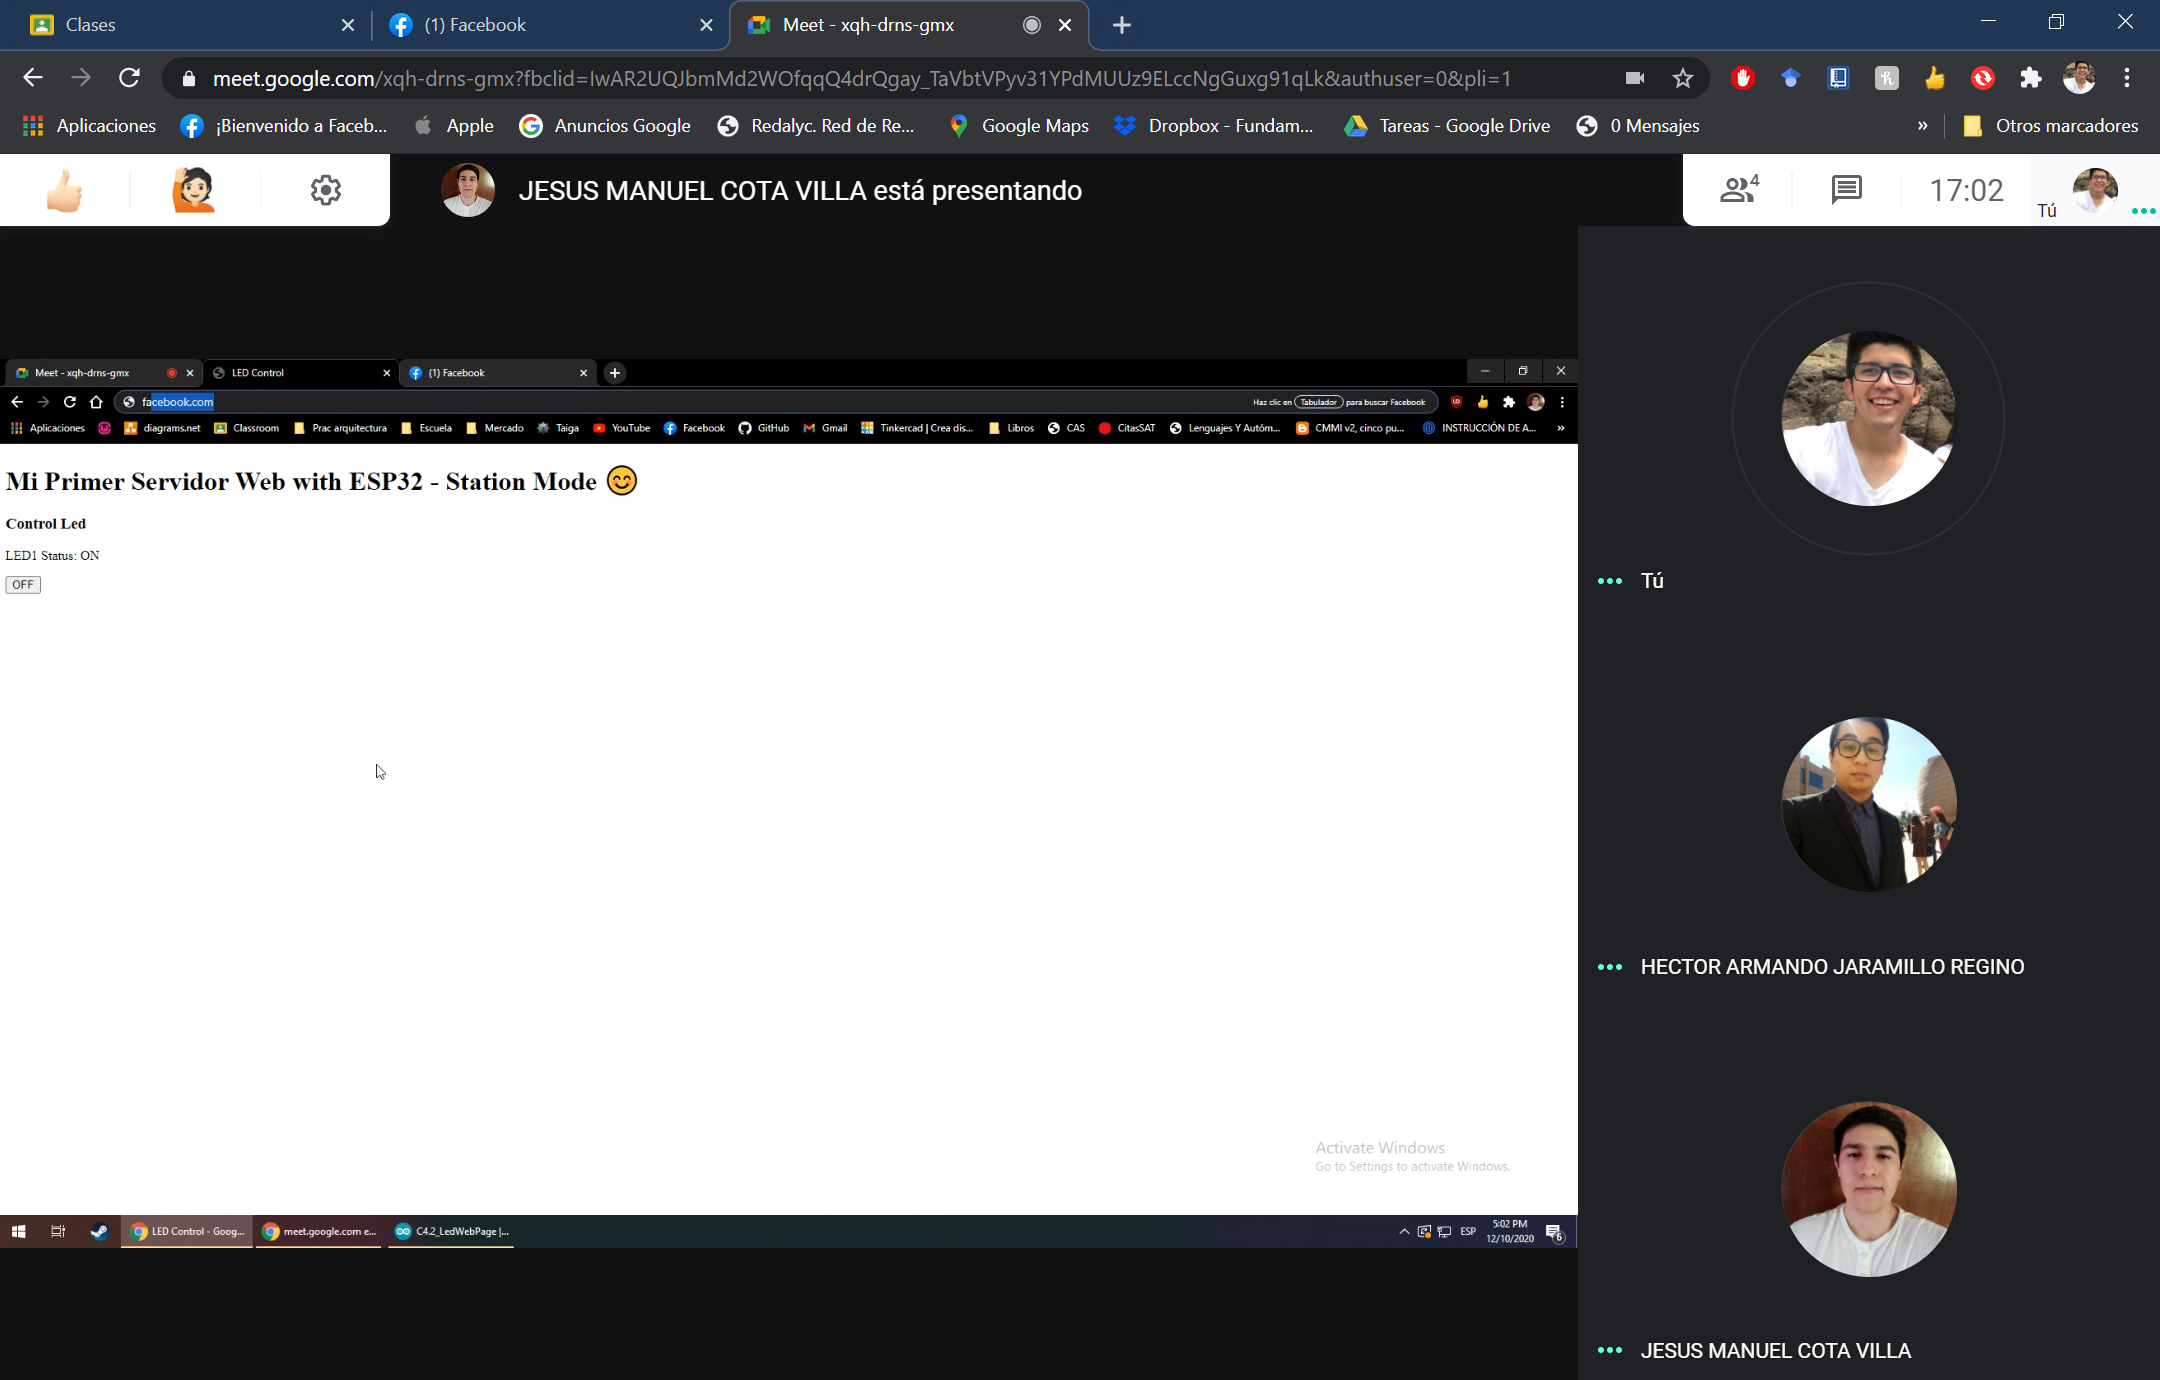 Clases
(1) Facebook
Meet - xqh-drns-gmx
meet.google.com/xqh-drns-gmx?fbclid=IwAR2UQJbmMd2WOfqqQ4drQgay_TaVbtVPyv31YPdMUUz9ELccNgGuxg91qLk&authuser=0&pli=1
Aplicaciones ¡Bienvenido a Faceb... Apple Anuncios Google Redalyc. Red de Re... Google Maps Dropbox - Fundam... Tareas - Google Drive 0 Mensajes » Otros marcadores
JESUS MANUEL COTA VILLA está presentando
4
17:02
Tú
Meet - xqh-drns-gmx LED Control (1) Facebook
facebook.com Haz clic en Tabulador para buscar Facebook
Aplicaciones diagrams.net Classroom Prac arquitectura Escuela Mercado Taiga YouTube Facebook GitHub Gmail Tinkercad | Crea dis... Libros CAS CitasSAT Lenguajes Y Autóm... CMMI v2, cinco pu... INSTRUCCIÓN DE A... »
Mi Primer Servidor Web with ESP32 - Station Mode 😊
Control Led
LED1 Status: ON
OFF
Activate Windows
Go to Settings to activate Windows.
LED Control - Goog... meet.google.com e... C4.2_LedWebPage |... ESP 5:02 PM
12/10/2020 6
Tú
HECTOR ARMANDO JARAMILLO REGINO
JESUS MANUEL COTA VILLA